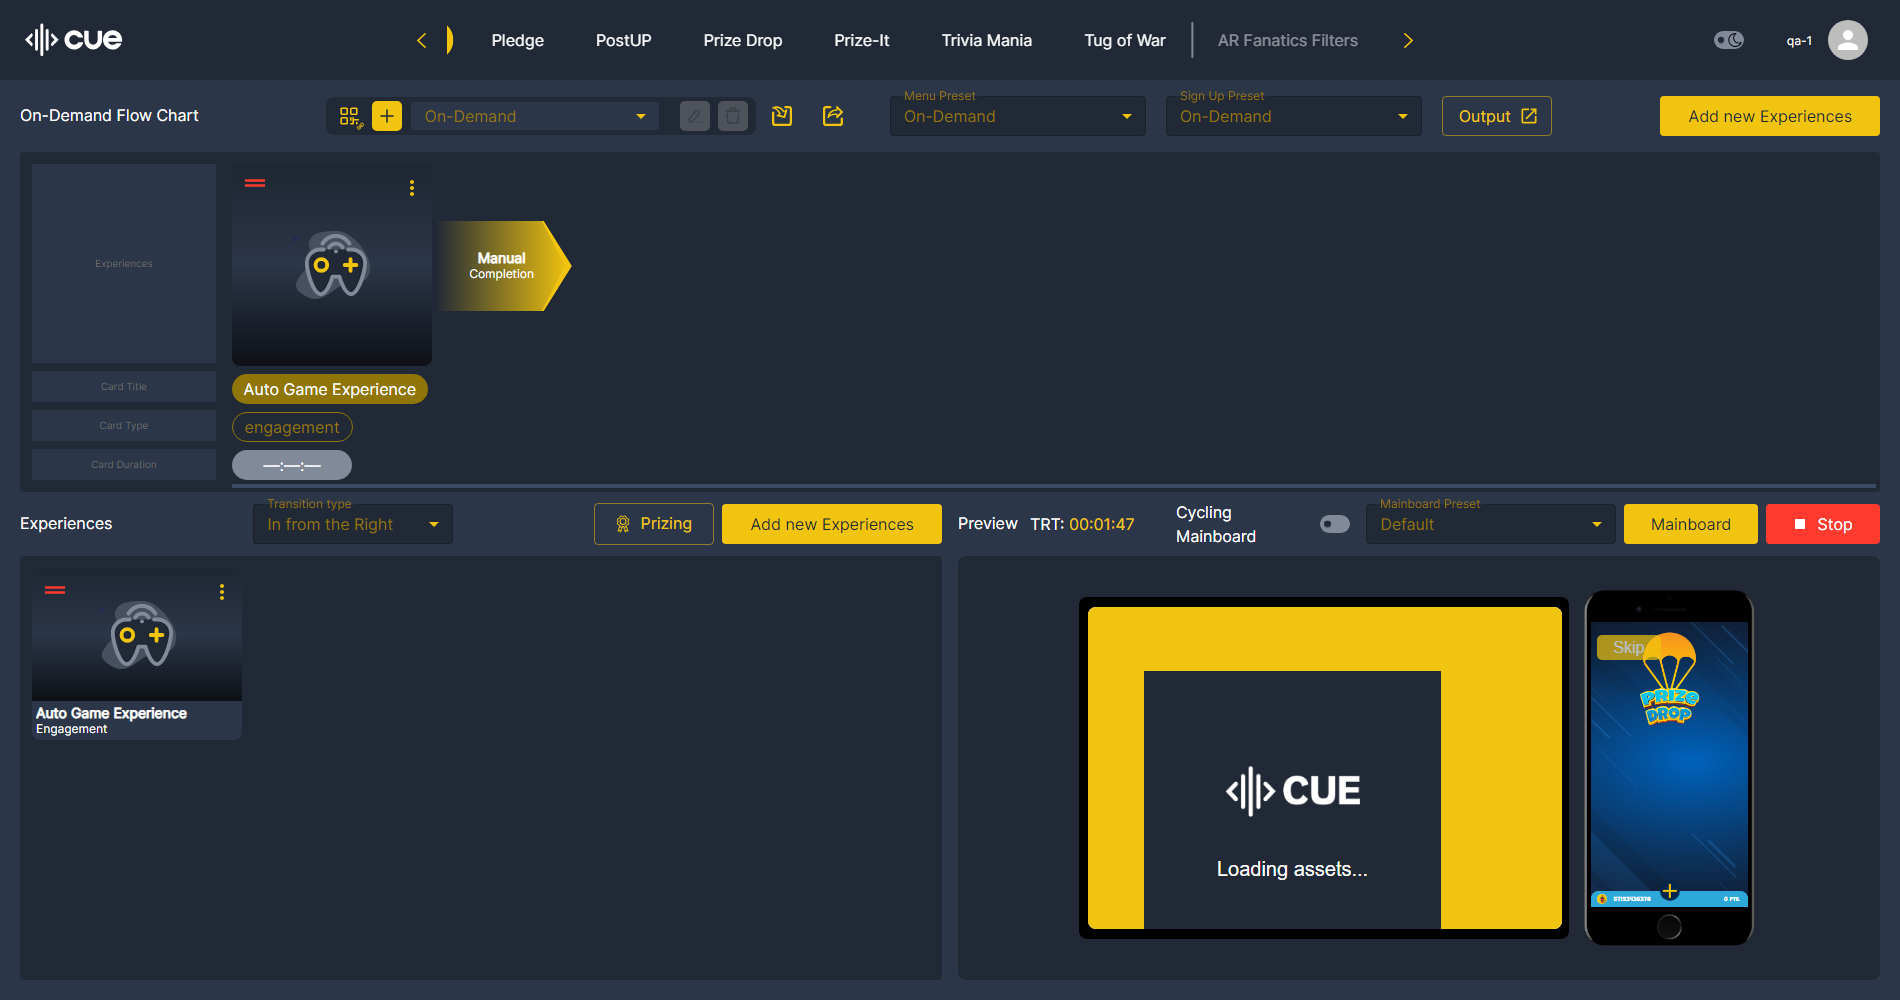 CUE
Pledge
PostUP
Prize Drop
Prize-It
Trivia Mania
Tug of War
AR Fanatics Filters
qa-1
On-Demand Flow Chart
On-Demand
Menu Preset
On-Demand
Sign Up Preset
On-Demand
Output
Add new Experiences
Experiences
Manual
Completion
Card Title
Auto Game Experience
Card Type
engagement
Card Duration
—:—:—
Experiences
Transition type
In from the Right
Prizing
Add new Experiences
Preview
TRT: 00:01:47
Cycling
Mainboard
Mainboard Preset
Default
Mainboard
Stop
Auto Game Experience
Engagement
CUE
Loading assets...
Skip
PRIZE
DROP
0 PTS.